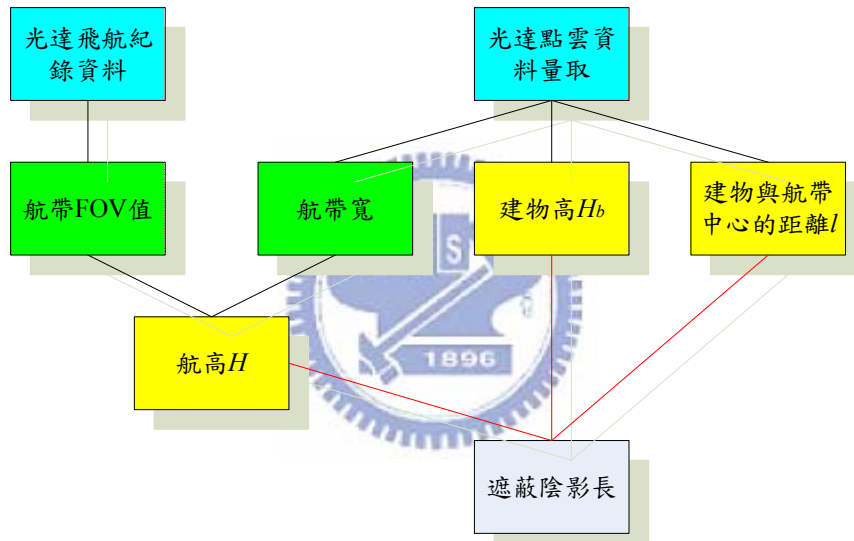 光達飛航紀
錄資料
光達點雲資
料量取
航帶FOV值
航帶寬
建物高Hb
建物與航帶
中心的距離l
S
航高H
1896
遮蔽陰影長